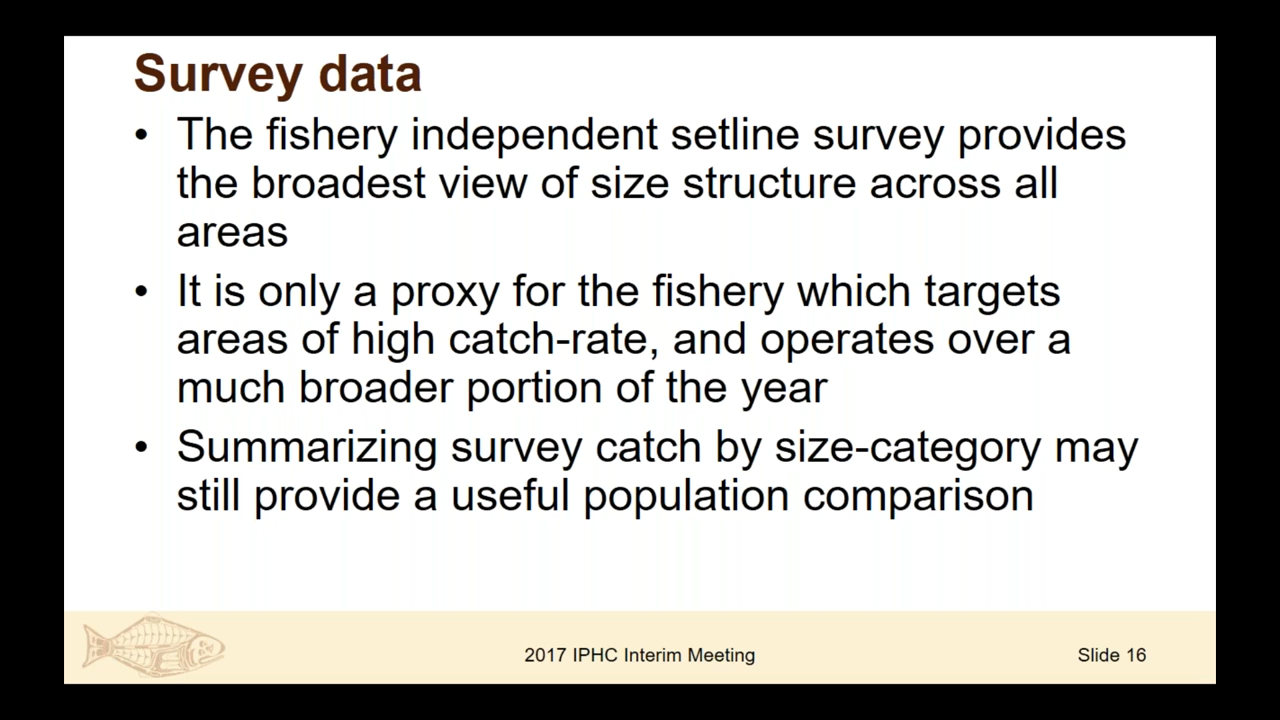 Survey data
• The fishery independent setline survey provides
the broadest view of size structure across all
areas
• It is only a proxy for the fishery which targets
areas of high catch-rate, and operates over a
much broader portion of the year
• Summarizing survey catch by size-category may
still provide a useful population comparison
2017 IPHC Interim Meeting
Slide 16